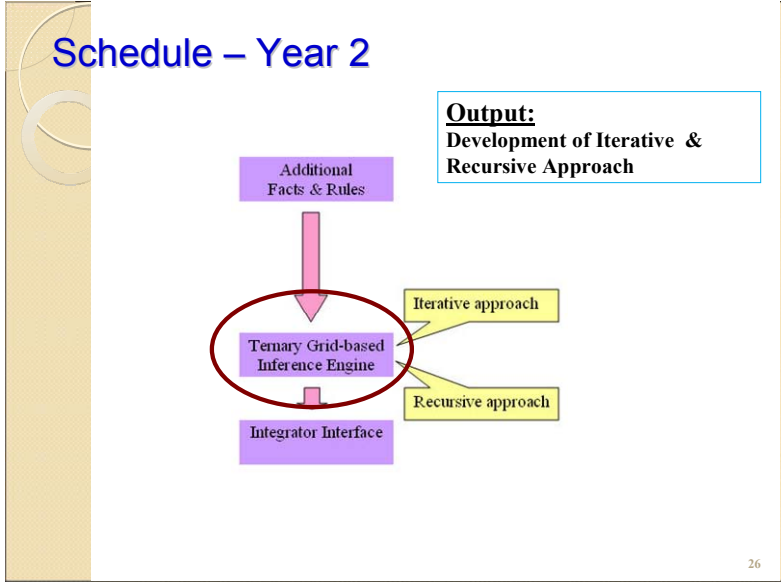 Schedule – Year 2
Output:
Development of Iterative &
Recursive Approach
Additional
Facts & Rules
Iterative approach
Ternary Grid-based
Inference Engine
Recursive approach
Integrator Interface
26